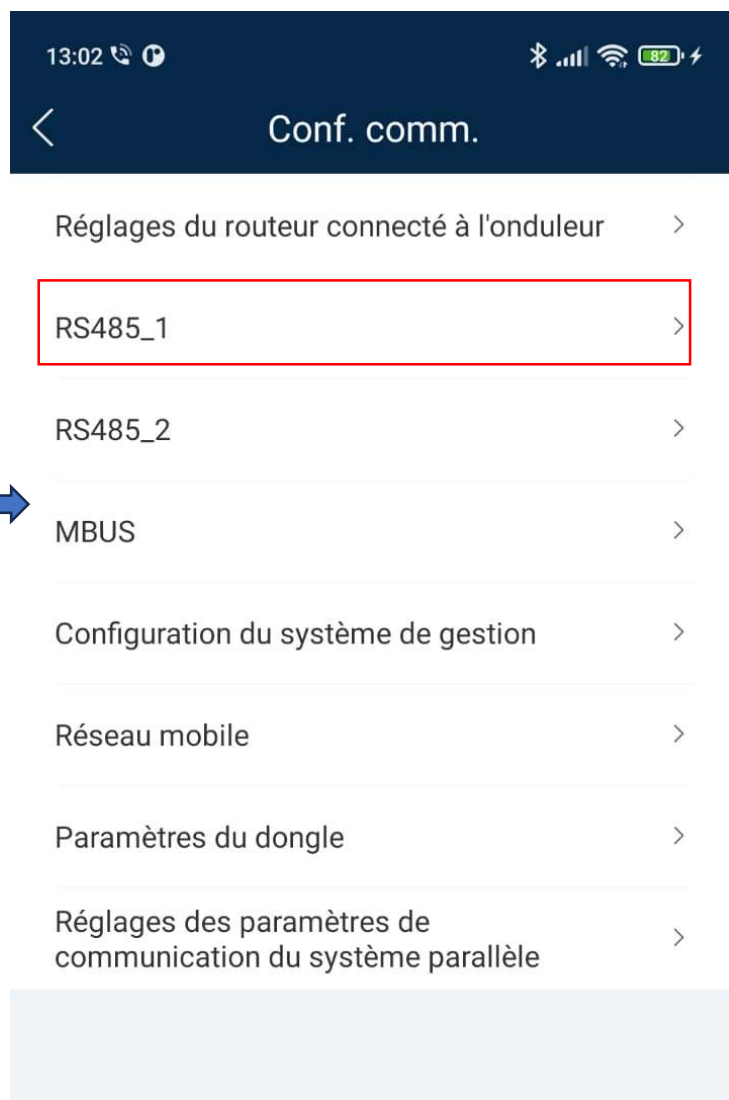 13:02
82
Conf. comm.
Réglages du routeur connecté à l'onduleur
RS485_1
RS485_2
MBUS
Configuration du système de gestion
Réseau mobile
Paramètres du dongle
Réglages des paramètres de
communication du système parallèle